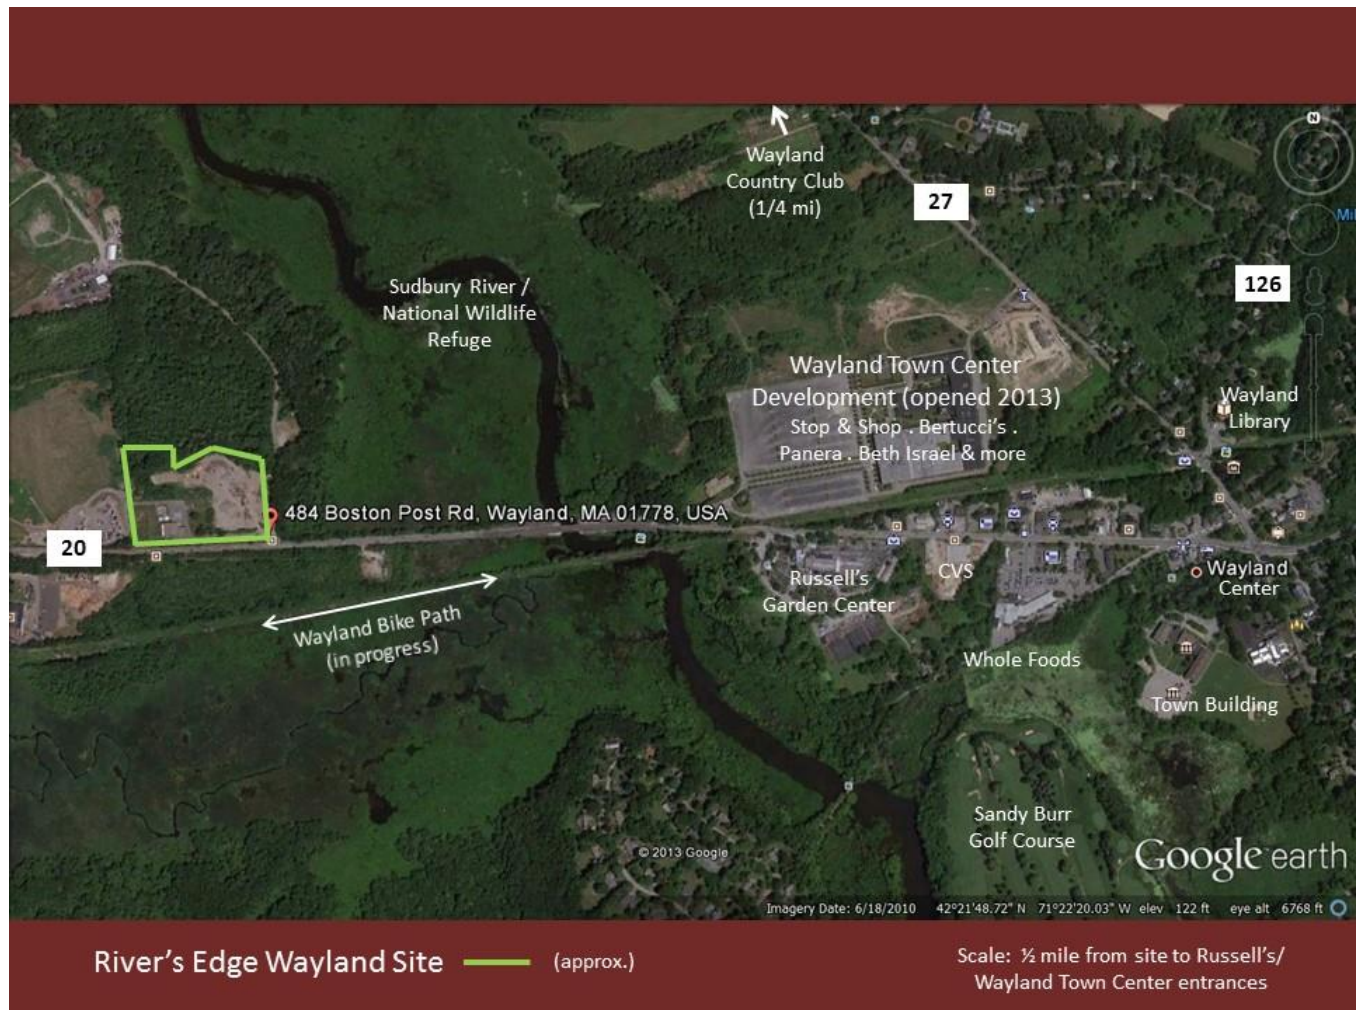 Wayland
Country Club
(1/4 mi)
N
27
126
Sudbury River /
National Wildlife
Refuge
Wayland Town Center
Development (opened 2013)
Stop & Shop . Bertucci's .
Panera . Beth Israel & more
Wayland
Library
484 Boston Post Rd, Wayland, MA 01778, USA
20
Wayland Bike Path
(in progress)
Russell's
Garden Center
CVS
Wayland
Center
Whole Foods
Town Building
Sandy Burr
Golf Course
© 2013 Google
Google earth
Imagery Date: 6/18/2010 42°21'48.72" N 71°22'20.03" W elev 122 ft eye alt 6768 ft
River's Edge Wayland Site
(approx.)
Scale: ½ mile from site to Russell's/
Wayland Town Center entrances